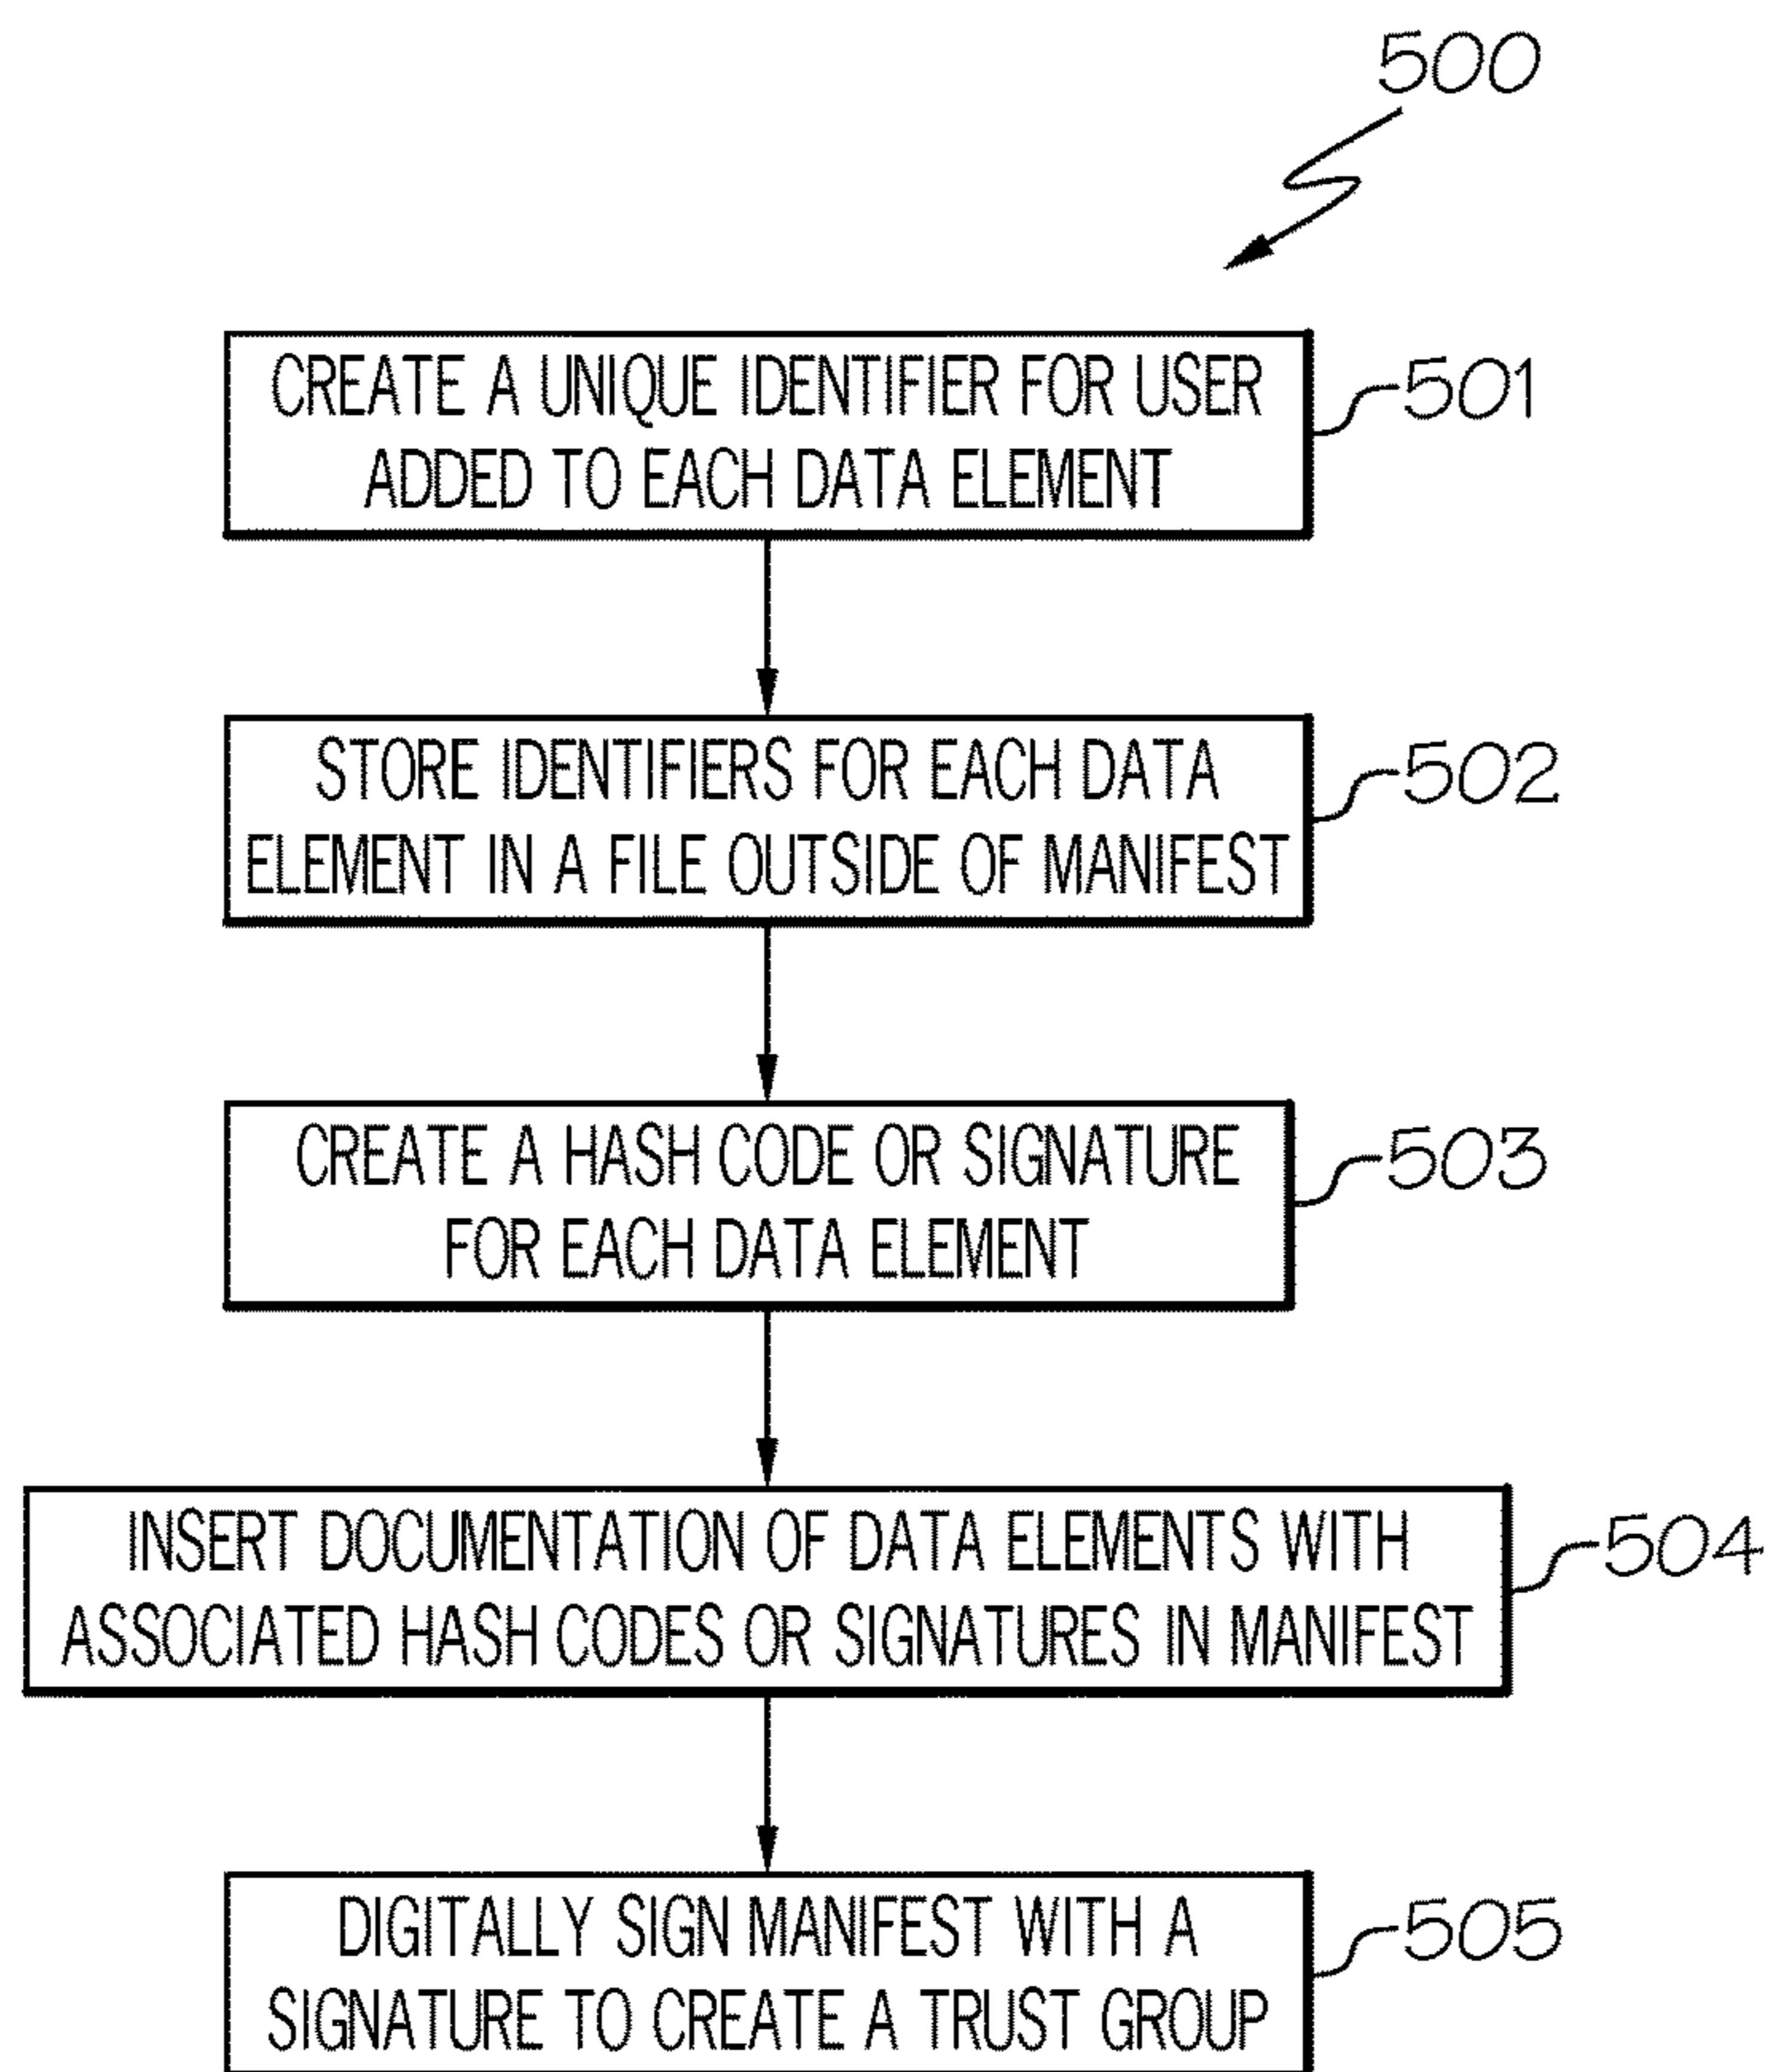 500
CREATE A UNIQUE IDENTIFIER FOR USER
ADDED TO EACH DATA ELEMENT
501
STORE IDENTIFIERS FOR EACH DATA
ELEMENT IN A FILE OUTSIDE OF MANIFEST
502
CREATE A HASH CODE OR SIGNATURE
FOR EACH DATA ELEMENT
503
INSERT DOCUMENTATION OF DATA ELEMENTS WITH
ASSOCIATED HASH CODES OR SIGNATURES IN MANIFEST
504
DIGITALLY SIGN MANIFEST WITH A
SIGNATURE TO CREATE A TRUST GROUP
505